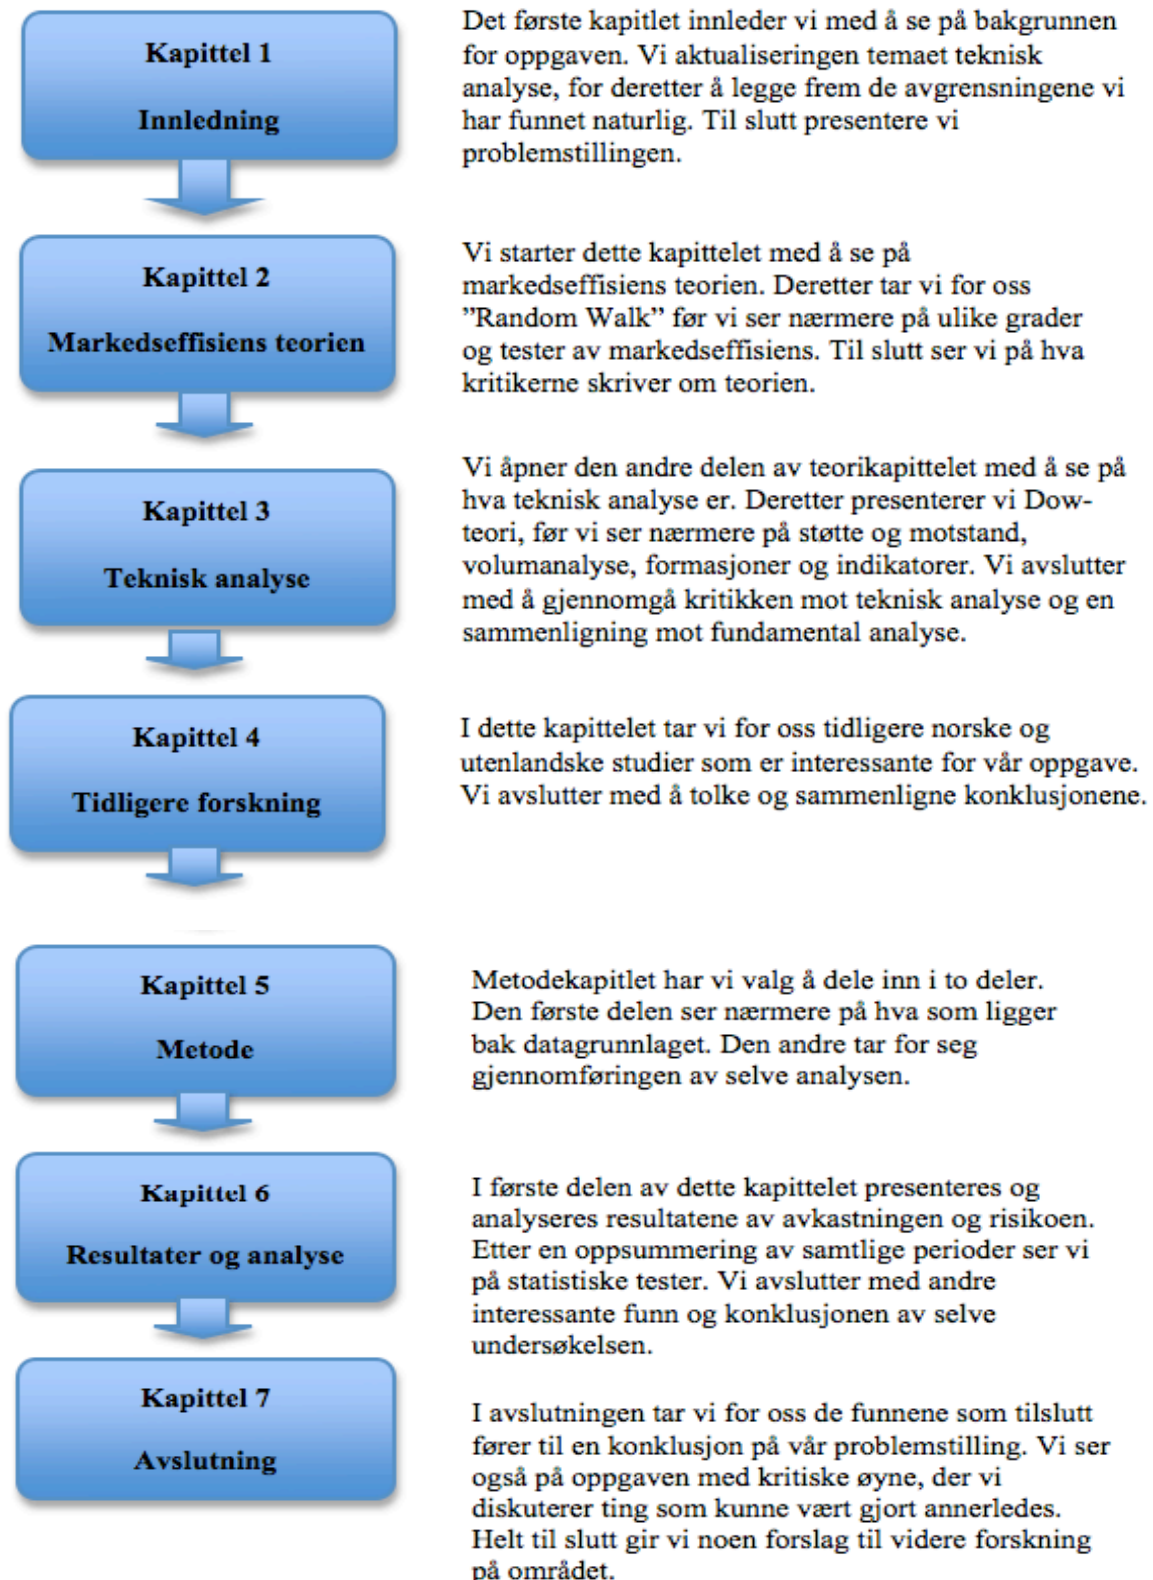 Kapittel 1
Innledning
Det første kapitlet innleder vi med å se på bakgrunnen
for oppgaven. Vi aktualiseringen temaet teknisk
analyse, for deretter å legge frem de avgrensningene vi
har funnet naturlig. Til slutt presentere vi
problemstillingen.
Kapittel 2
Markedseffisiens teorien
Vi starter dette kapittelet med å se på
markedseffisiens teorien. Deretter tar vi for oss
”Random Walk” før vi ser nærmere på ulike grader
og tester av markedseffisiens. Til slutt ser vi på hva
kritikerne skriver om teorien.
Kapittel 3
Teknisk analyse
Vi åpner den andre delen av teorikapittelet med å se på
hva teknisk analyse er. Deretter presenterer vi Dow-
teori, før vi ser nærmere på støtte og motstand,
volumanalyse, formasjoner og indikatorer. Vi avslutter
med å gjennomgå kritikken mot teknisk analyse og en
sammenligning mot fundamental analyse.
Kapittel 4
Tidligere forskning
I dette kapittelet tar vi for oss tidligere norske og
utenlandske studier som er interessante for vår oppgave.
Vi avslutter med å tolke og sammenligne konklusjonene.
Kapittel 5
Metode
Metodekapitlet har vi valg å dele inn i to deler.
Den første delen ser nærmere på hva som ligger
bak datagrunnlaget. Den andre tar for seg
gjennomføringen av selve analysen.
Kapittel 6
Resultater og analyse
I første delen av dette kapittelet presenteres og
analyseres resultatene av avkastningen og risikoen.
Etter en oppsummering av samtlige perioder ser vi
på statistiske tester. Vi avslutter med andre
interessante funn og konklusjonen av selve
undersøkelsen.
Kapittel 7
Avslutning
I avslutningen tar vi for oss de funnene som tilslutt
fører til en konklusjon på vår problemstilling. Vi ser
også på oppgaven med kritiske øyne, der vi
diskuterer ting som kunne vært gjort annerledes.
Helt til slutt gir vi noen forslag til videre forskning
på området.